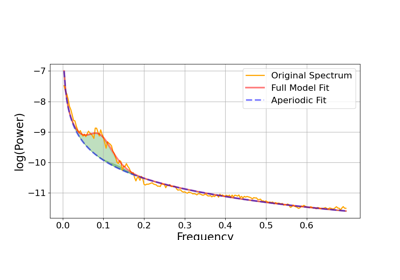 −7
−8
−9
−10
−11
log(Power)
Original Spectrum
Full Model Fit
Aperiodic Fit
0.0 0.1 0.2 0.3 0.4 0.5 0.6
Frequency